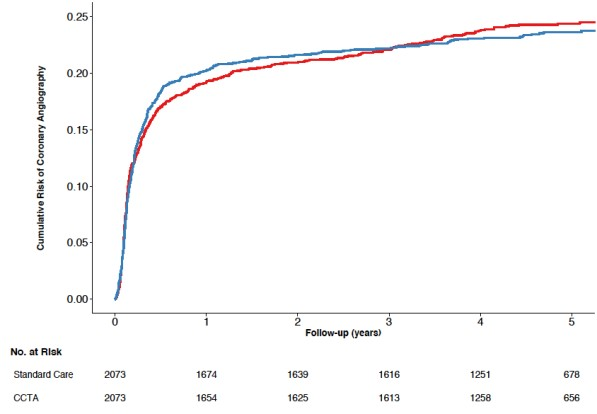 Cumulative Risk of Coronary Angiography
0.25
0.20
0.15
0.10
0.05
0.00
0 1 2 3 4 5
Follow-up (years)
No. at Risk
Standard Care 2073 1674 1639 1616 1251 678
CCTA 2073 1654 1625 1613 1258 656